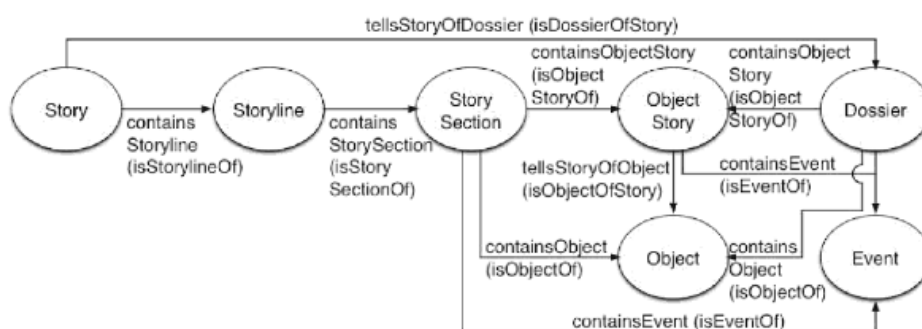 tellsStoryOfDossier (isDossierOfStory)
Story
contains
Storyline
(isStorylineOf)
Storyline
contains
StorySection
(isStory
SectionOf)
Story
Section
containsObjectStory
(isObject
StoryOf)
Object
Story
containsObject
Story
(isObject
StoryOf)
Dossier
tellsStoryOfObject
(isObjectOfStory)
containsEvent
(isEventOf)
containsObject
(isObjectOf)
Object
contains
Object
(isObjectOf)
Event
containsEvent (isEventOf)